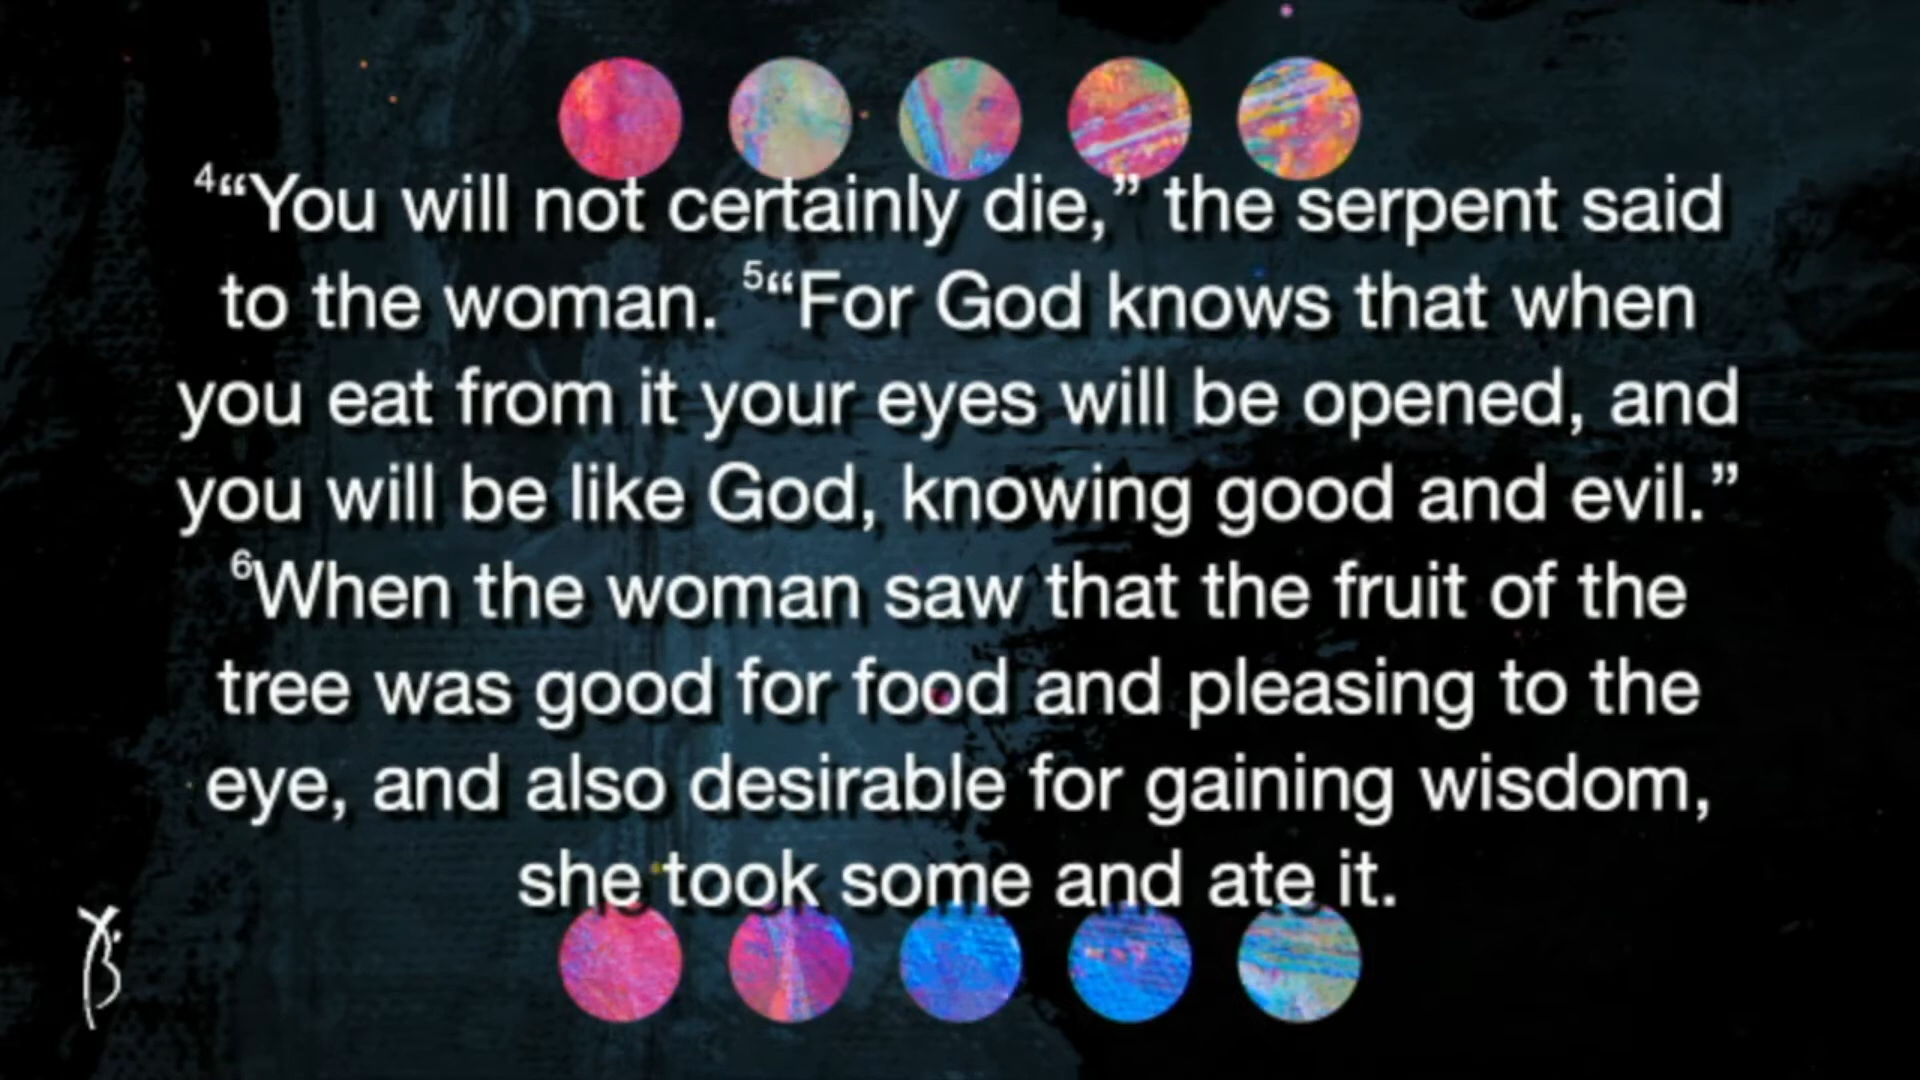 ⁴“You will not certainly die,” the serpent said
to the woman. ⁵“For God knows that when
you eat from it your eyes will be opened, and
you will be like God, knowing good and evil.”
⁶When the woman saw that the fruit of the
tree was good for food and pleasing to the
eye, and also desirable for gaining wisdom,
she took some and ate it.